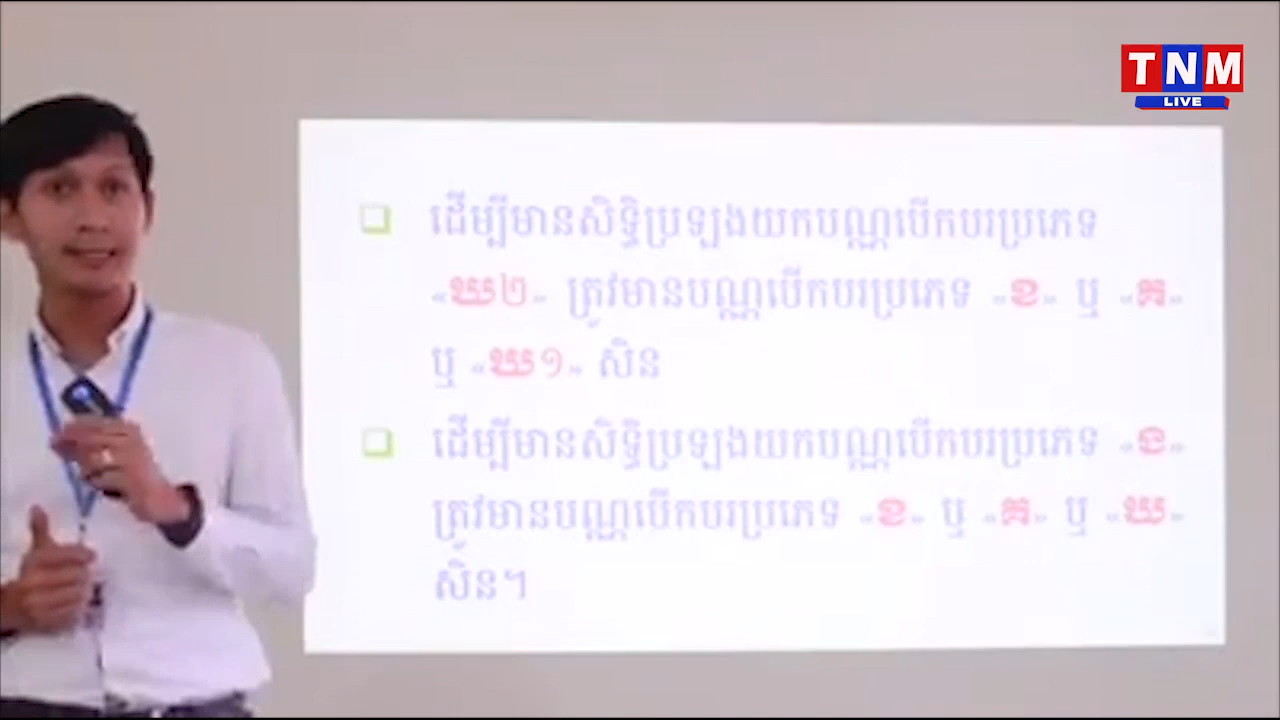 TNM
LIVE
ដើម្បីមានសិទ្ធិប្រឡងយកបណ្ណបើកបរប្រភេទ
«ឃ២» ត្រូវមានបណ្ណបើកបរប្រភេទ «ខ» ឬ «គ»
ឬ «ឃ១» សិន
ដើម្បីមានសិទ្ធិប្រឡងយកបណ្ណបើកបរប្រភេទ «ង»
ត្រូវមានបណ្ណបើកបរប្រភេទ «ខ» ឬ «គ» ឬ «ឃ»
សិន។